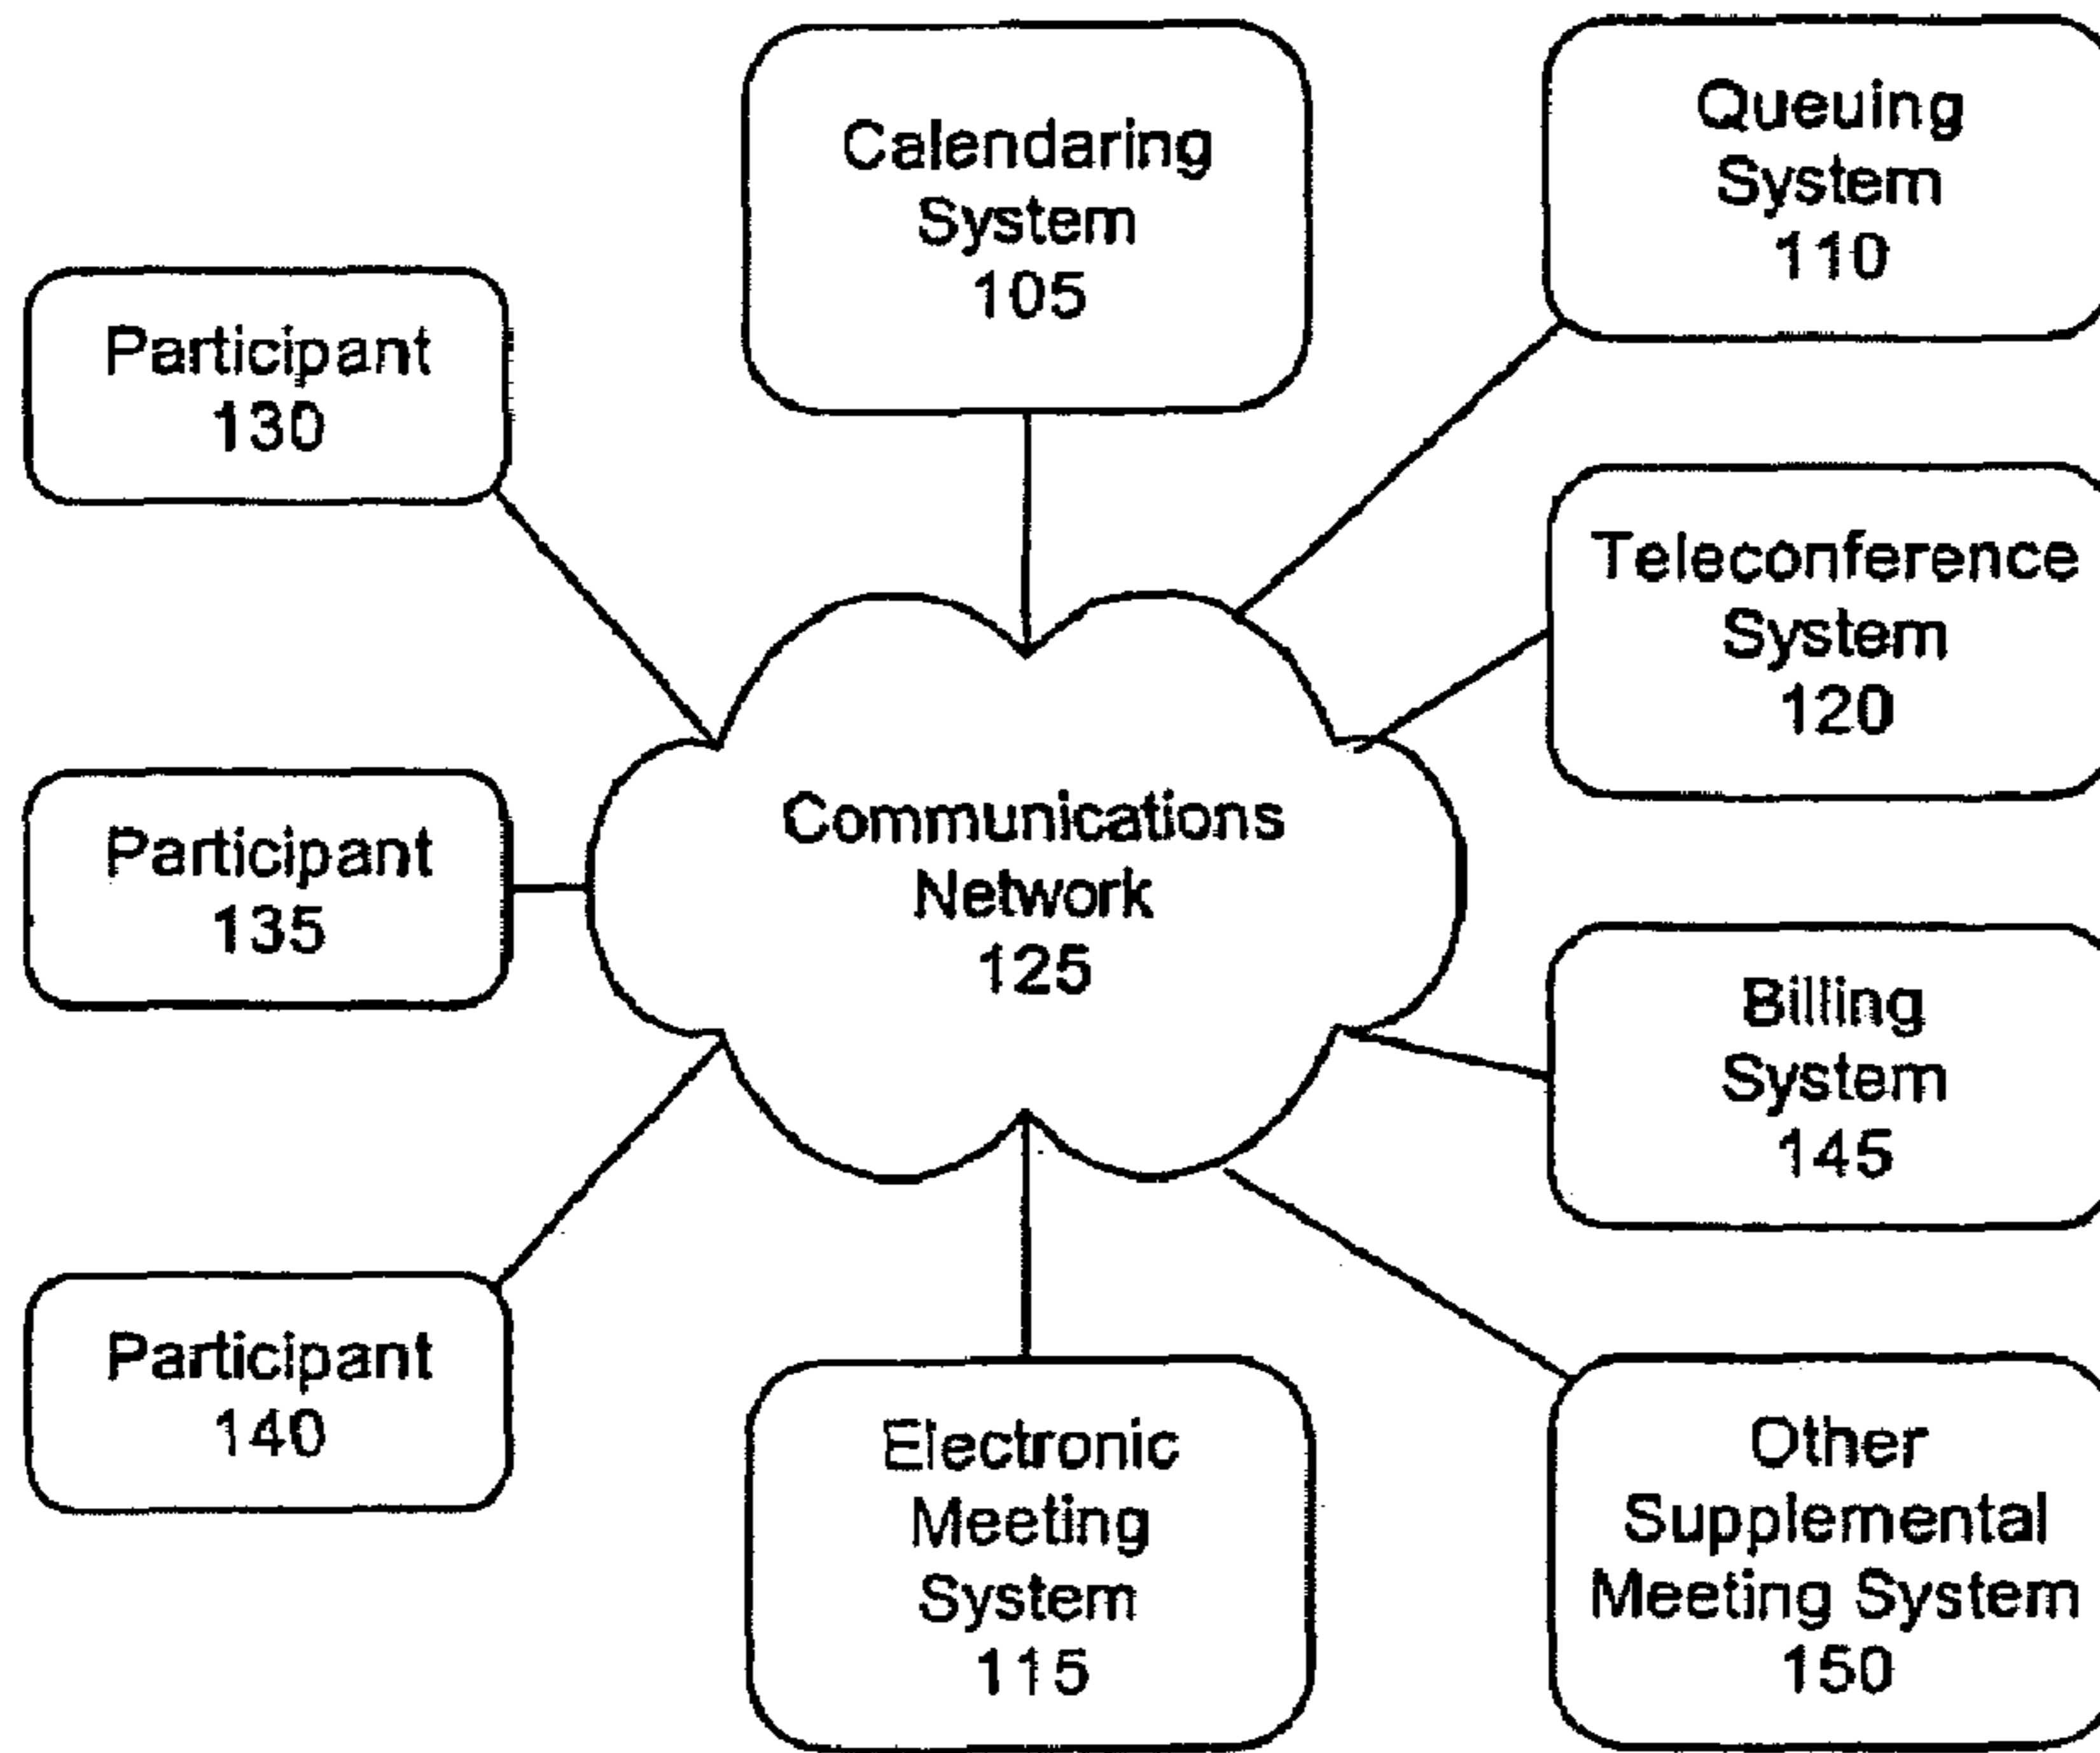 Calendaring
System
105
Queuing
System
110
Participant
130
Teleconference
System
120
Communications
Network
125
Participant
135
Billing
System
145
Participant
140
Electronic
Meeting
System
115
Other
Supplemental
Meeting System
150